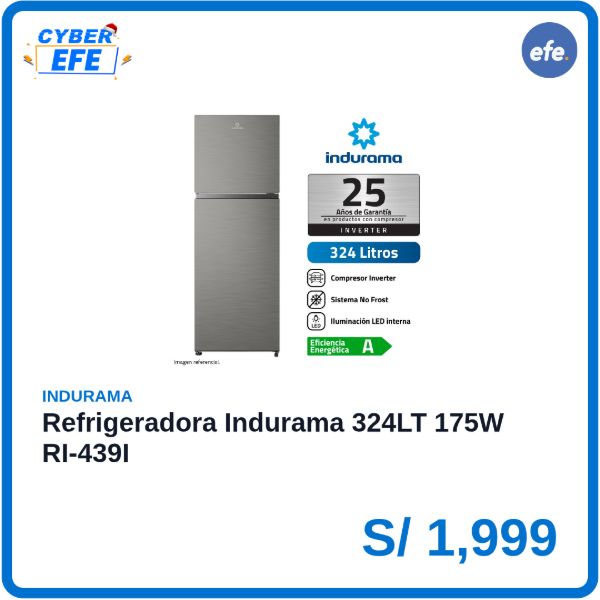 CYBER
EFE
efe.
indurama
25
Años de Garantía
en productos con compresor
INVERTER
324 Litros
Compresor Inverter
Sistema No Frost
LED
Iluminación LED interna
Eficiencia
Energética
A
Imagen referencial.
INDURAMA
Refrigeradora Indurama 324LT 175W
RI-439I
S/ 1,999